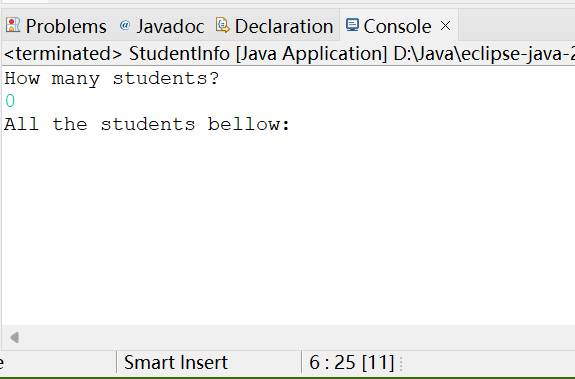 Problems @ Javadoc Declaration Console
<terminated> StudentInfo [Java Application] D:\Java\eclipse-java-2
How many students?
0
All the students bellow:
e Smart Insert 6 : 25 [11]